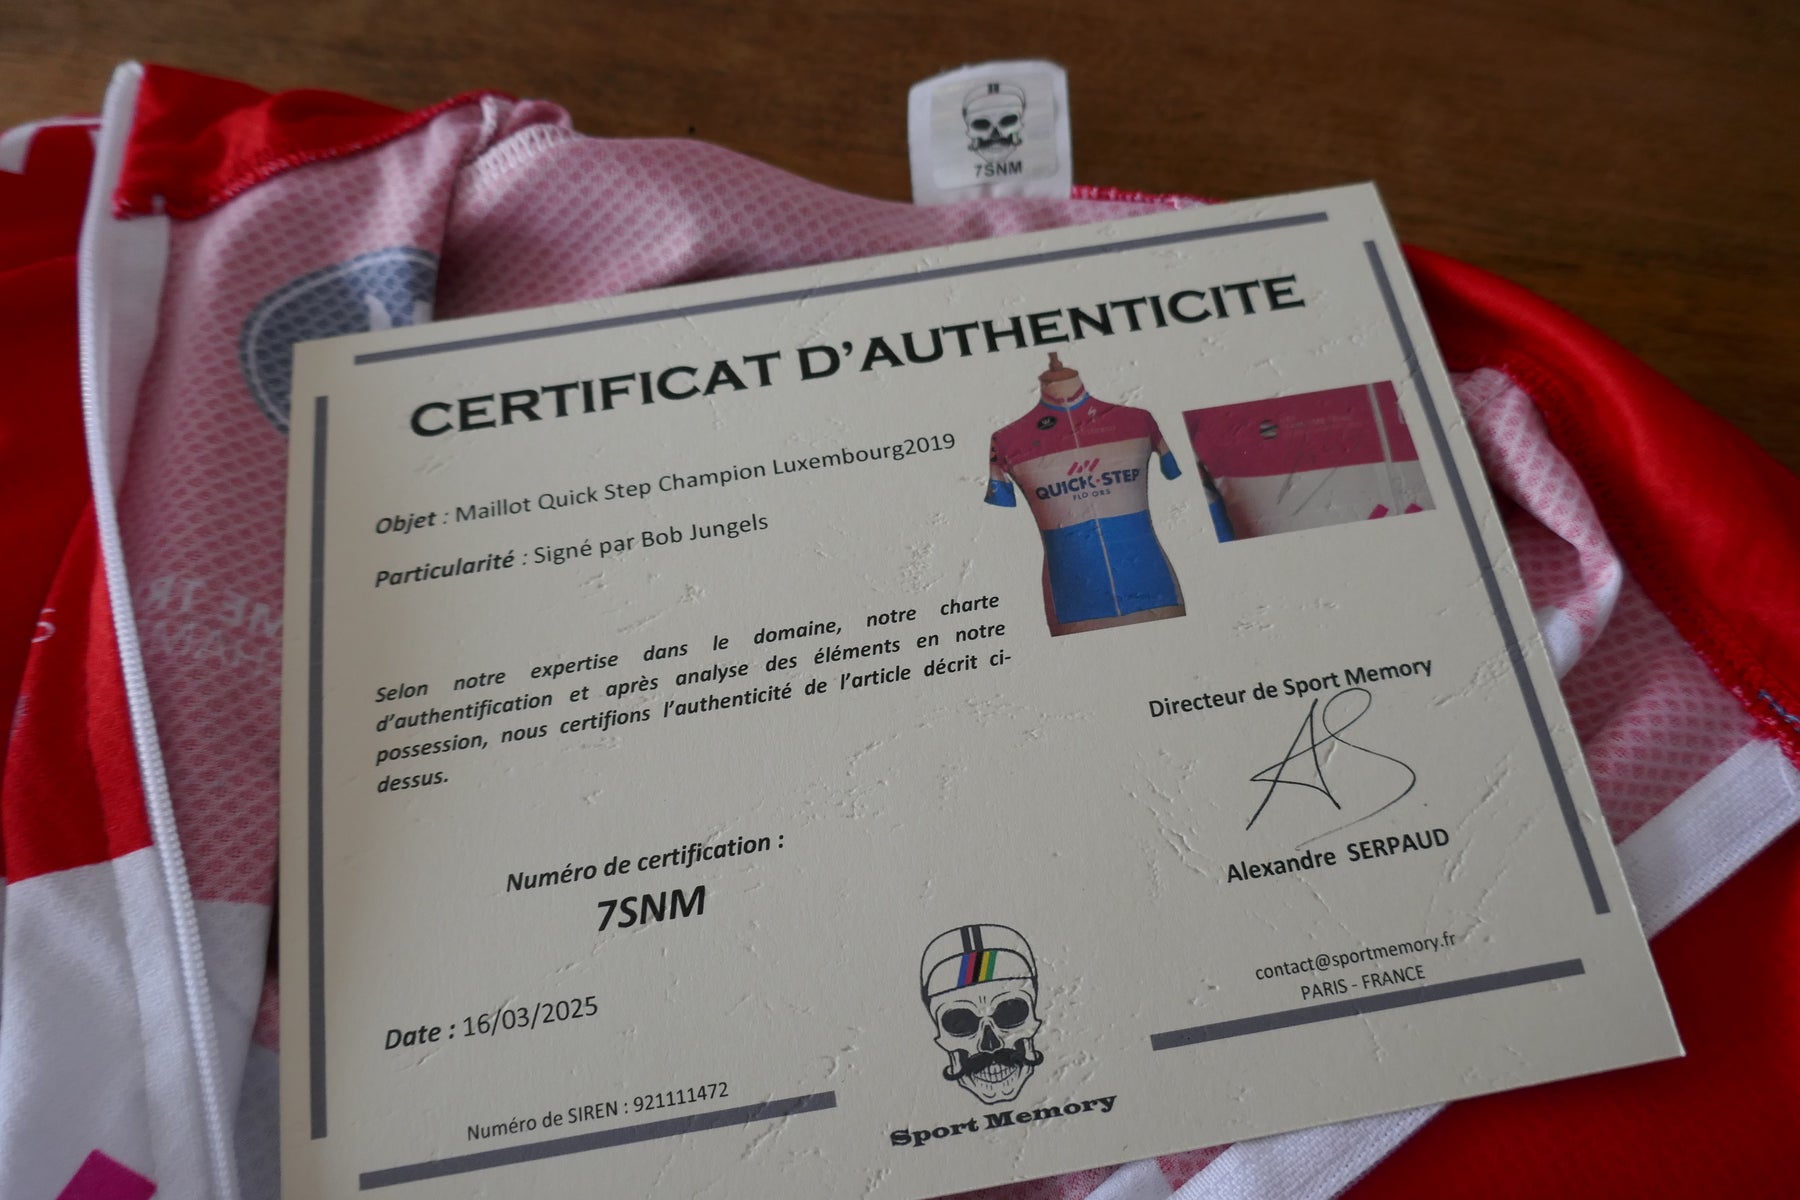 7SNM
CERTIFICAT D'AUTHENTICITE
Objet : Maillot Quick Step Champion Luxembourg2019
Particularité : Signé par Bob Jungels
QUICK-STEP
FLOORS
Selon notre expertise dans le domaine, notre charte
d'authentification et après analyse des éléments en notre
possession, nous certifions l'authenticité de l'article décrit ci-
dessus.
Directeur de Sport Memory
AS
Alexandre SERPAUD
Numéro de certification :
7SNM
Date : 16/03/2025
contact@sportmemory.fr
PARIS - FRANCE
Numéro de SIREN : 921111472
Sport Memory